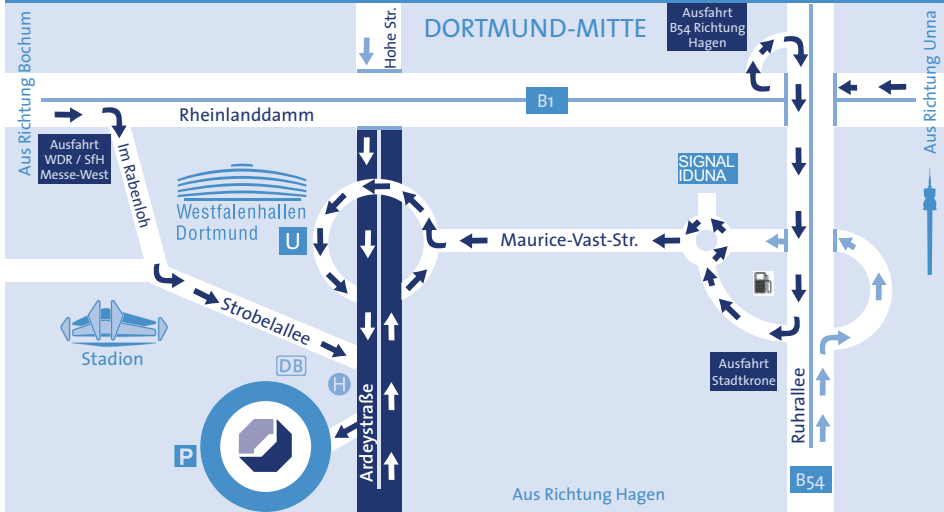 Aus Richtung Bochum
Hohe Str.
DORTMUND-MITTE
Ausfahrt
B54 Richtung
Hagen
Aus Richtung Unna
B1
Rheinlanddamm
Ausfahrt
WDR / SfH
Messe-West
Im Rabenloh
SIGNAL
IDUNA
Westfalenhallen
Dortmund
U
Maurice-Vast-Str.
Strobelallee
Stadion
DB
H
Ausfahrt
Stadtkrone
Ardeystraße
Ruhrallee
P
B54
Aus Richtung Hagen